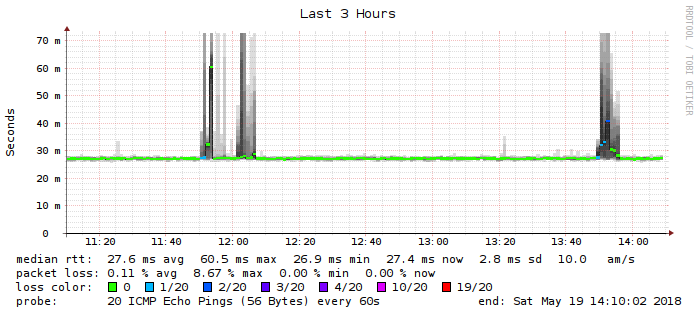 Last 3 Hours
RRDTOOL / TOBI OETIKER
Seconds
70 m
60 m
50 m
40 m
30 m
20 m
10 m
0
11:20 11:40 12:00 12:20 12:40 13:00 13:20 13:40 14:00
median rtt: 27.6 ms avg 60.5 ms max 26.9 ms min 27.4 ms now 2.8 ms sd 10.0 am/s
packet loss: 0.11 % avg 8.67 % max 0.00 % min 0.00 % now
loss color: 0 1/20 2/20 3/20 4/20 10/20 19/20
probe: 20 ICMP Echo Pings (56 Bytes) every 60s end: Sat May 19 14:10:02 2018